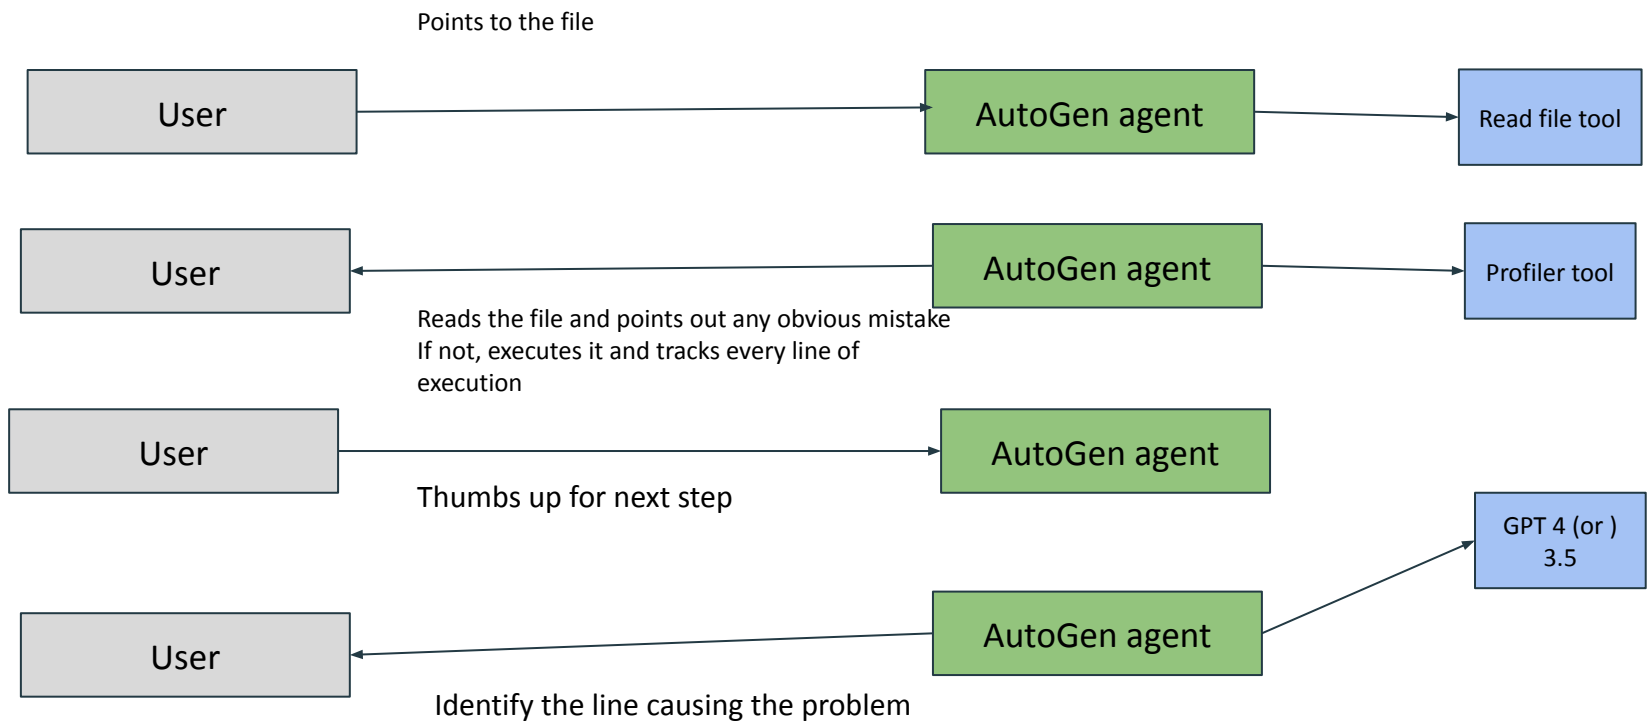 Points to the file
User
AutoGen agent
Read file tool
User
AutoGen agent
Profiler tool
Reads the file and points out any obvious mistake
If not, executes it and tracks every line of
execution
User
AutoGen agent
Thumbs up for next step
GPT 4 (or )
3.5
User
AutoGen agent
Identify the line causing the problem